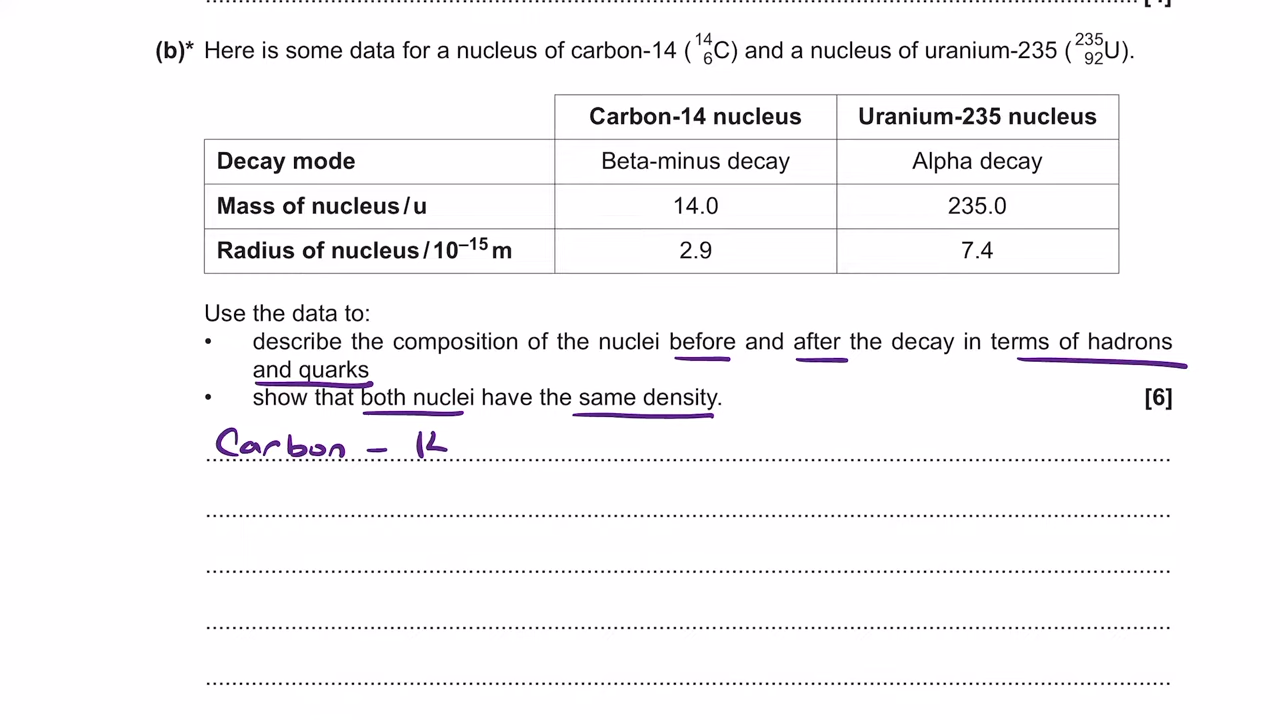 [4]
(b)* Here is some data for a nucleus of carbon-14 (¹⁴₆C) and a nucleus of uranium-235 (²³⁵₉₂U).
Carbon-14 nucleus Uranium-235 nucleus
Decay mode Beta-minus decay Alpha decay
Mass of nucleus / u 14.0 235.0
Radius of nucleus / 10⁻¹⁵ m 2.9 7.4
Use the data to:
• describe the composition of the nuclei before and after the decay in terms of hadrons
and quarks
• show that both nuclei have the same density. [6]
Carbon - 14